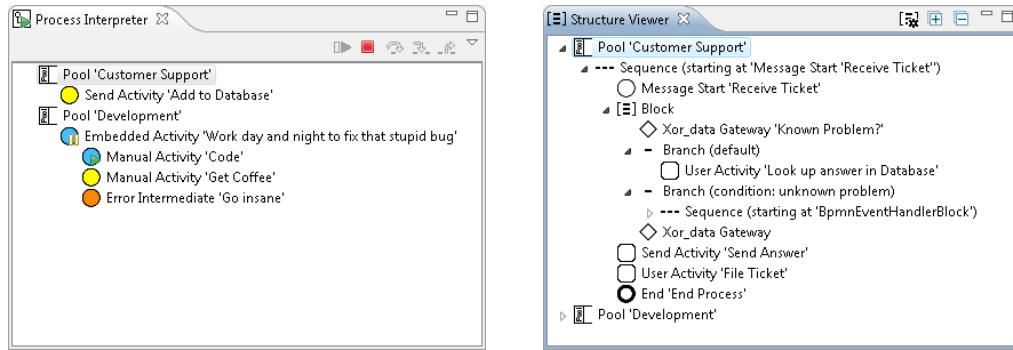 Process Interpreter
Pool 'Customer Support'
Send Activity 'Add to Database'
Pool 'Development'
Embedded Activity 'Work day and night to fix that stupid bug'
Manual Activity 'Code'
Manual Activity 'Get Coffee'
Error Intermediate 'Go insane'
Structure Viewer
Pool 'Customer Support'
Sequence (starting at 'Message Start 'Receive Ticket'')
Message Start 'Receive Ticket'
Block
Xor_data Gateway 'Known Problem?'
Branch (default)
User Activity 'Look up answer in Database'
Branch (condition: unknown problem)
Sequence (starting at 'BpmnEventHandlerBlock')
Xor_data Gateway
Send Activity 'Send Answer'
User Activity 'File Ticket'
End 'End Process'
Pool 'Development'